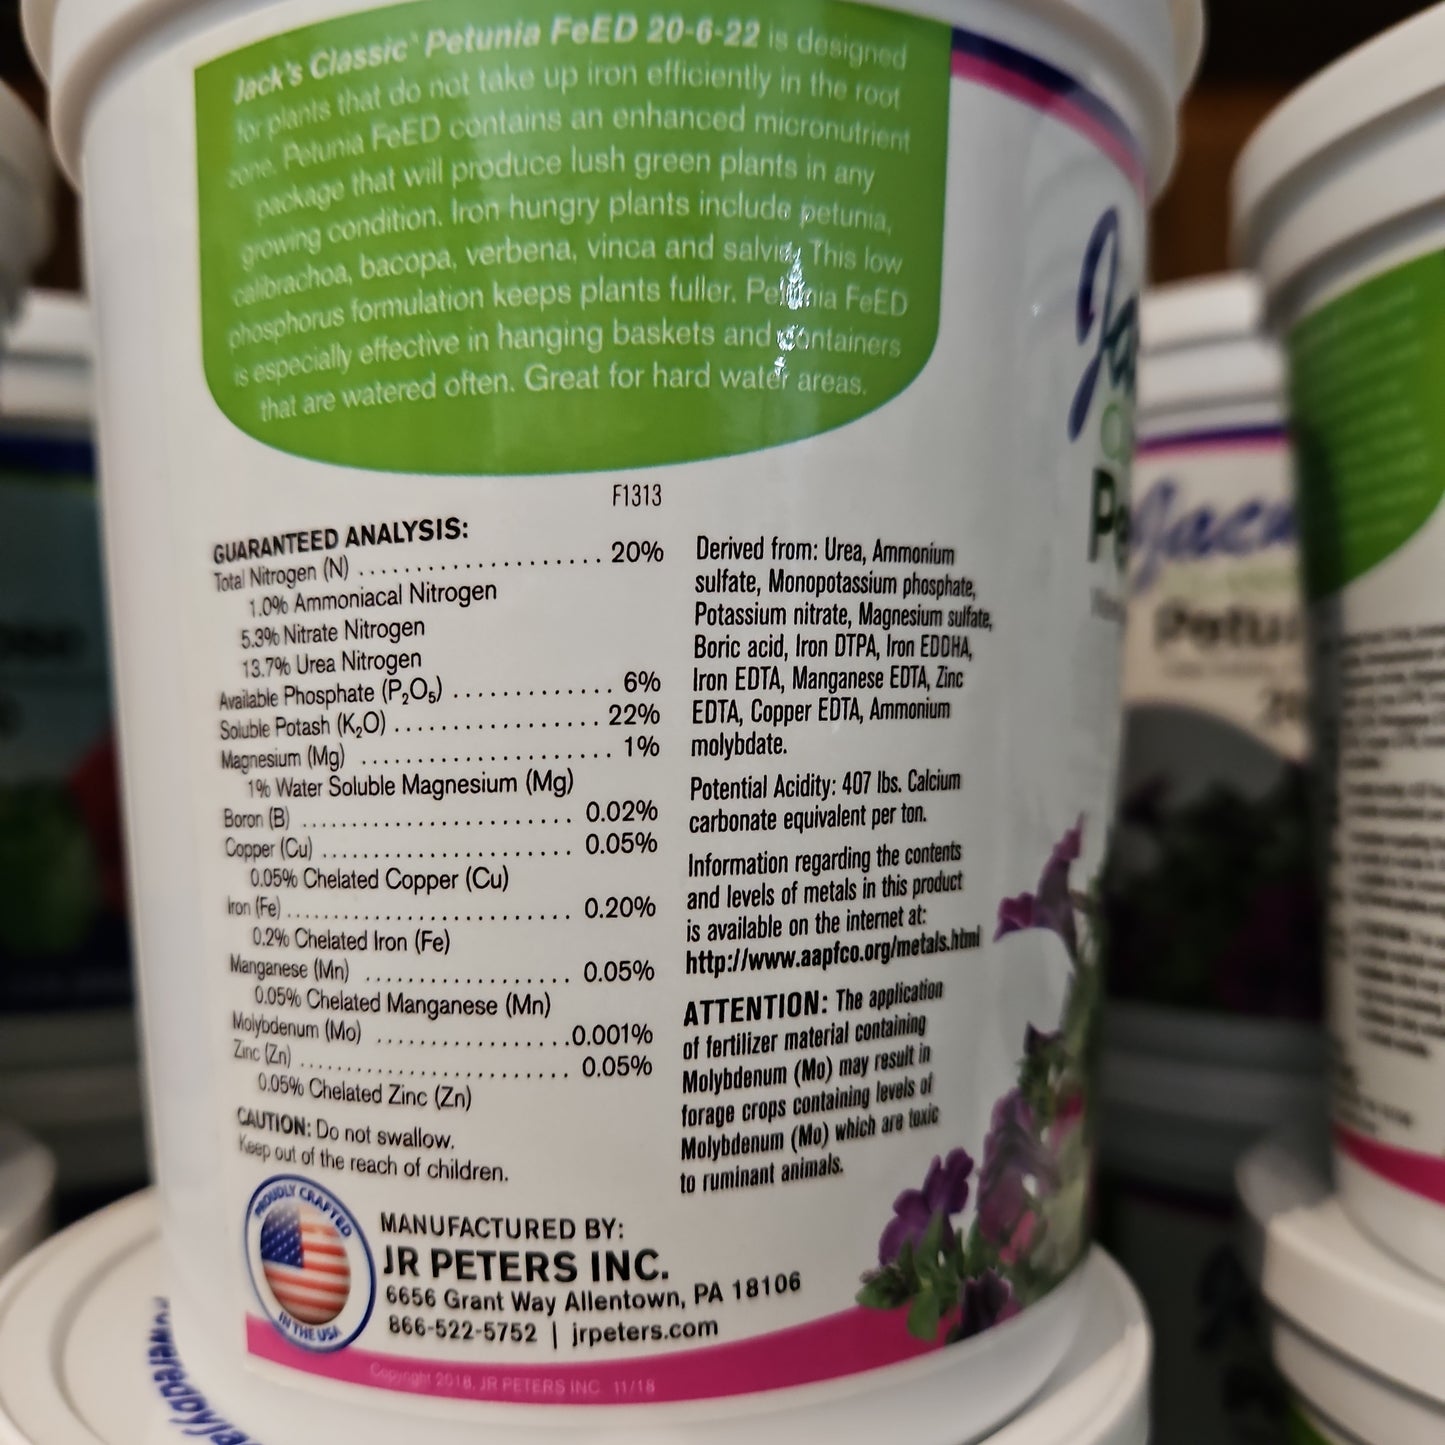 Jack's Classic® Petunia FeED 20-6-22 is designed
for plants that do not take up iron efficiently in the root
zone. Petunia FeED contains an enhanced micronutrient
package that will produce lush green plants in any
growing condition. Iron hungry plants include petunia,
calibrachoa, bacopa, verbena, vinca and salvia. This low
phosphorus formulation keeps plants fuller. Petunia FeED
is especially effective in hanging baskets and containers
that are watered often. Great for hard water areas.
F1313
GUARANTEED ANALYSIS:
Total Nitrogen (N) .................... 20%
1.0% Ammoniacal Nitrogen
5.3% Nitrate Nitrogen
13.7% Urea Nitrogen
Available Phosphate (P₂O₅) ............. 6%
Soluble Potash (K₂O) ................. 22%
Magnesium (Mg) ..................... 1%
1% Water Soluble Magnesium (Mg)
Boron (B) ...................... 0.02%
Copper (Cu) .................... 0.05%
0.05% Chelated Copper (Cu)
Iron (Fe) ....................... 0.20%
0.2% Chelated Iron (Fe)
Manganese (Mn) ................. 0.05%
0.05% Chelated Manganese (Mn)
Molybdenum (Mo) ................0.001%
Zinc (Zn) ...................... 0.05%
0.05% Chelated Zinc (Zn)
CAUTION: Do not swallow.
Keep out of the reach of children.
Derived from: Urea, Ammonium
sulfate, Monopotassium phosphate,
Potassium nitrate, Magnesium sulfate,
Boric acid, Iron DTPA, Iron EDDHA,
Iron EDTA, Manganese EDTA, Zinc
EDTA, Copper EDTA, Ammonium
molybdate.
Potential Acidity: 407 lbs. Calcium
carbonate equivalent per ton.
Information regarding the contents
and levels of metals in this product
is available on the internet at:
http://www.aapfco.org/metals.html
ATTENTION: The application
of fertilizer material containing
Molybdenum (Mo) may result in
forage crops containing levels of
Molybdenum (Mo) which are toxic
to ruminant animals.
PROUDLY CRAFTED
IN THE USA
MANUFACTURED BY:
JR PETERS INC.
6656 Grant Way Allentown, PA 18106
866-522-5752 | jrpeters.com
Copyright 2018, JR PETERS INC. 11/18